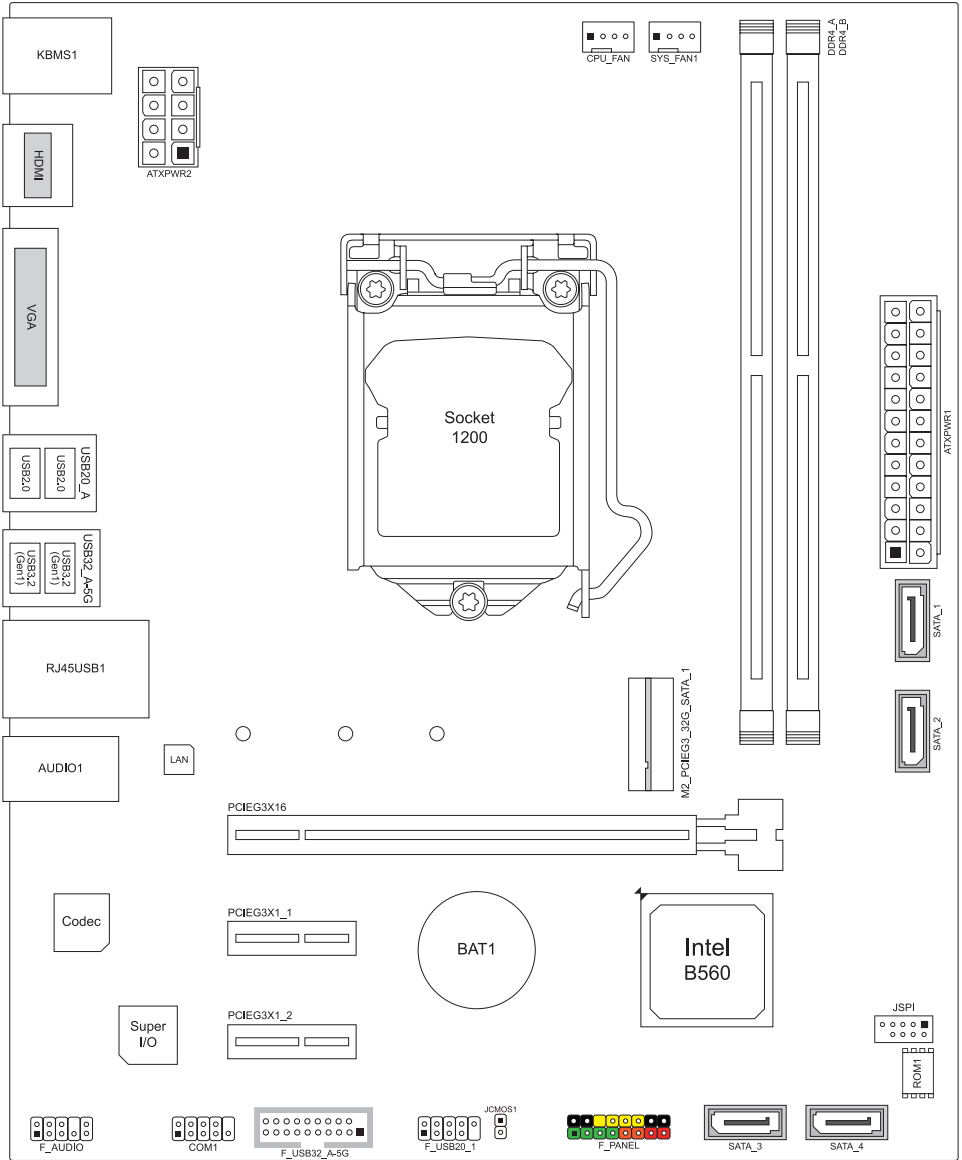 KBMS1
CPU_FAN
SYS_FAN1
DDR4_A
DDR4_B
HDMI
ATXPWR2
VGA
Socket
1200
ATXPWR1
USB2.0
USB2.0
USB20_A
USB3.2
(Gen1)
USB3.2
(Gen1)
USB32_A-5G
SATA_1
RJ45USB1
M2_PCIEG3_32G_SATA_1
SATA_2
LAN
AUDIO1
PCIEG3X16
Codec
PCIEG3X1_1
BAT1
Intel
B560
Super
I/O
PCIEG3X1_2
JSPI
ROM1
JCMOS1
F_AUDIO
COM1
F_USB32_A-5G
F_USB20_1
F_PANEL
SATA_3
SATA_4